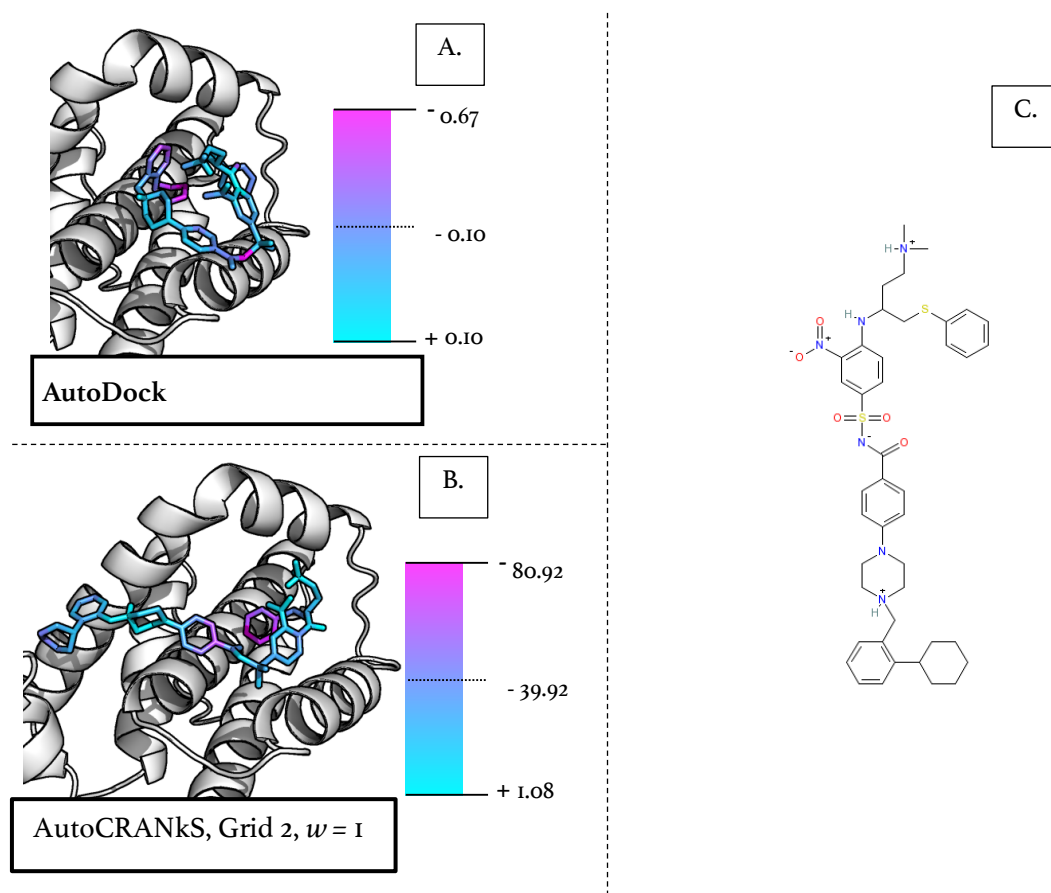 A.
- 0.67
- 0.10
+ 0.10
AutoDock
B.
- 80.92
- 39.92
+ 1.08
AutoCRANkS, Grid 2, w = 1
C.
H N +
H N
S
O
N +
- O
O S O
N - O
N
N +
H